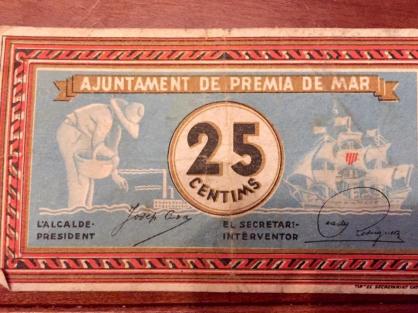 AJUNTAMENT DE PREMIA DE MAR
25
CENTIMS
L'ALCALDE-
PRESIDENT
EL SECRETARI-
INTERVENTOR